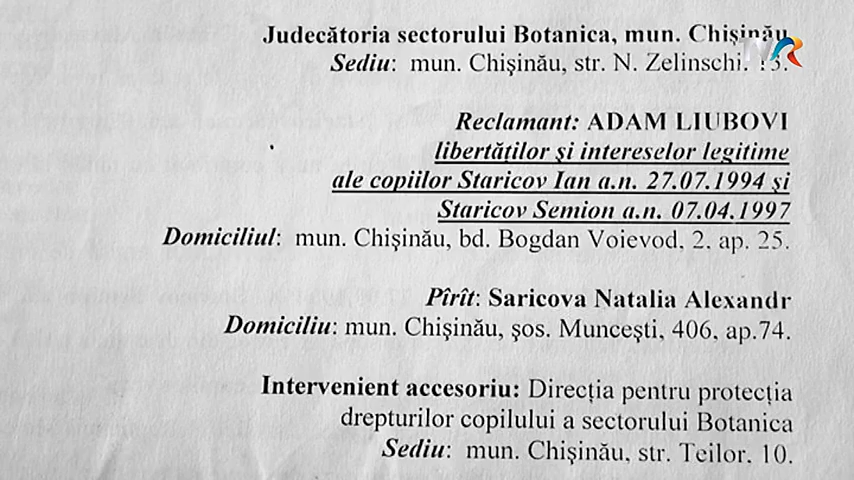 Judecătoria sectorului Botanica, mun. Chişinău
Sediu: mun. Chişinău, str. N. Zelinschi. 13.
Reclamant: ADAM LIUBOVI
libertăţilor şi intereselor legitime
ale copiilor Staricov Ian a.n. 27.07.1994 şi
Staricov Semion a.n. 07.04.1997
Domiciliul: mun. Chişinău, bd. Bogdan Voievod, 2, ap. 25.
Pîrît: Saricova Natalia Alexandr
Domiciliu: mun. Chişinău, şos. Munceşti, 406, ap.74.
Intervenient accesoriu: Direcţia pentru protecţia
drepturilor copilului a sectorului Botanica
Sediu: mun. Chişinău, str. Teilor, 10.